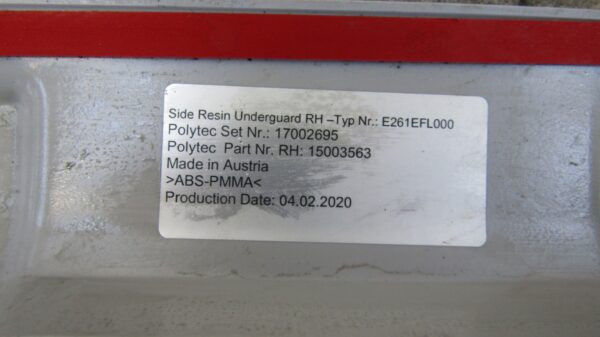 Side Resin Underguard RH –Typ Nr.: E261EFL000
Polytec Set Nr.: 17002695
Polytec  Part Nr. RH: 15003563
Made in Austria
>ABS-PMMA<
Production Date: 04.02.2020